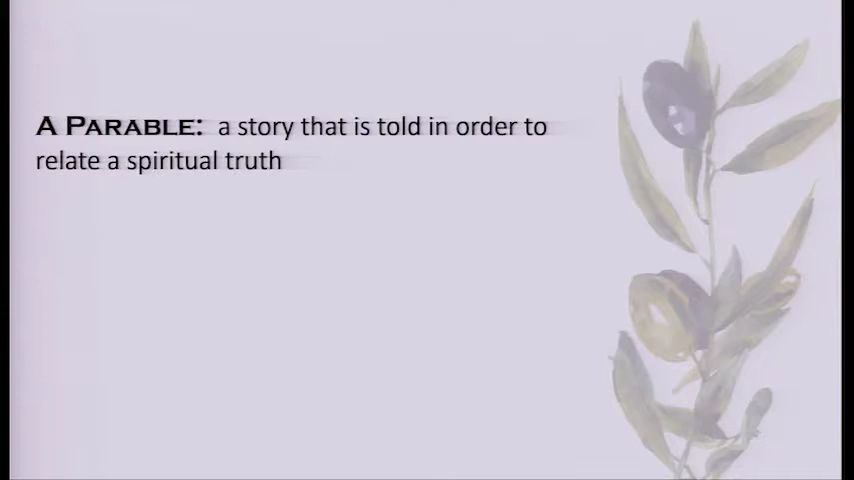 A PARABLE: a story that is told in order to
relate a spiritual truth